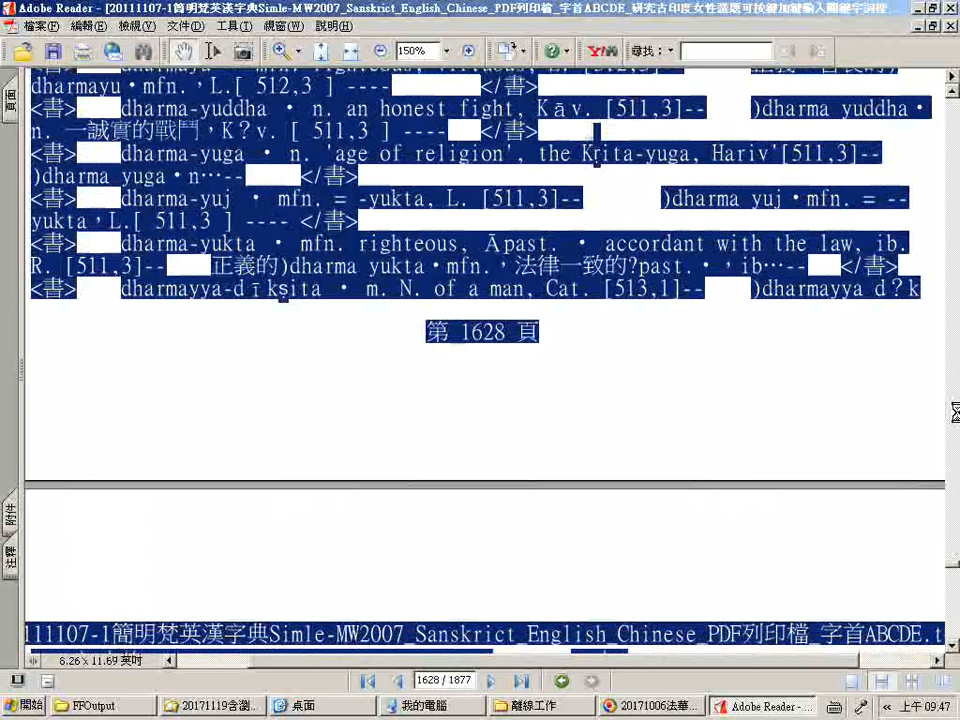 Adobe Reader - [20111107-1簡明梵英漢字典Simle-MW2007_Sanskrict_English_Chinese_PDF列印檔_字首ABCDE_研究古印度女性議題可按鍵加鍵輸入關鍵字詞搜
檔案(F) 編輯(E) 檢視(V) 文件(D) 工具(T) 視窗(W) 說明(H)
150% Y! 尋找:
頁面
dharmayu‧mfn.‧L.[ 512,3 ] ---- </書>
<書> dharma-yuddha ‧ n. an honest fight, Kāv. [511,3]-- )dharma yuddha‧
n. 一誠實的戰鬥，K?v. [ 511,3 ] ---- </書>
<書> dharma-yuga ‧ n. 'age of religion', the Kṛita-yuga, Hariv'[511,3]--
)dharma yuga‧n…-- </書>
<書> dharma-yuj ‧ mfn. = -yukta, L. [511,3]-- )dharma yuj‧mfn. = --
yukta，L.[ 511,3 ] ---- </書>
<書> dharma-yukta ‧ mfn. righteous, Āpast. ‧ accordant with the law, ib.
R. [511,3]-- 正義的)dharma yukta‧mfn.，法律一致的?past.‧，ib…-- </書>
<書> dharmayya-dīkṣita ‧ m. N. of a man, Cat. [513,1]-- )dharmayya d?k
第 1628 頁
附件
注釋
111107-1簡明梵英漢字典Simle-MW2007_Sanskrict_English_Chinese_PDF列印檔_字首ABCDE.t
8.26 x 11.69 英吋
1628 / 1877
開始 FFOutput 20171119含瀏... 桌面 我的電腦 離線工作 20171006法華... Adobe Reader - ... 上午 09:47